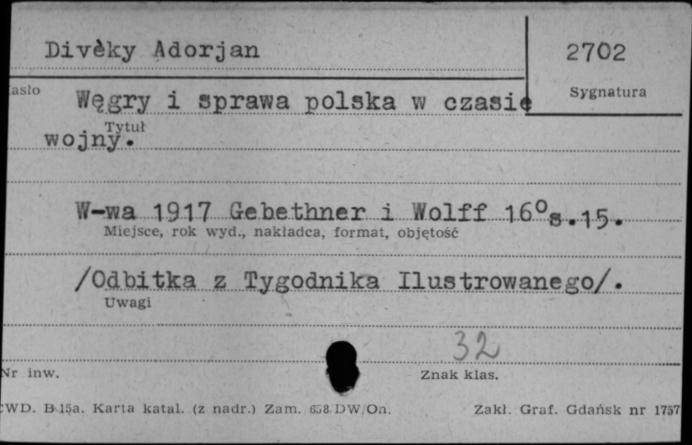 Divèky Adorjan
2702
asło
Sygnatura
Węgry i sprawa polska w czasie
Tytuł
wojny.
W-wa 1917 Gebethner i Wolff 16° s.15.
Miejsce, rok wyd., nakładca, format, objętość
/Odbitka z Tygodnika Ilustrowanego/.
Uwagi
32
Nr inw.
Znak klas.
WD. B-15a. Karta katal. (z nadr.) Zam. 658/DW/On.
Zakł. Graf. Gdańsk nr 1757